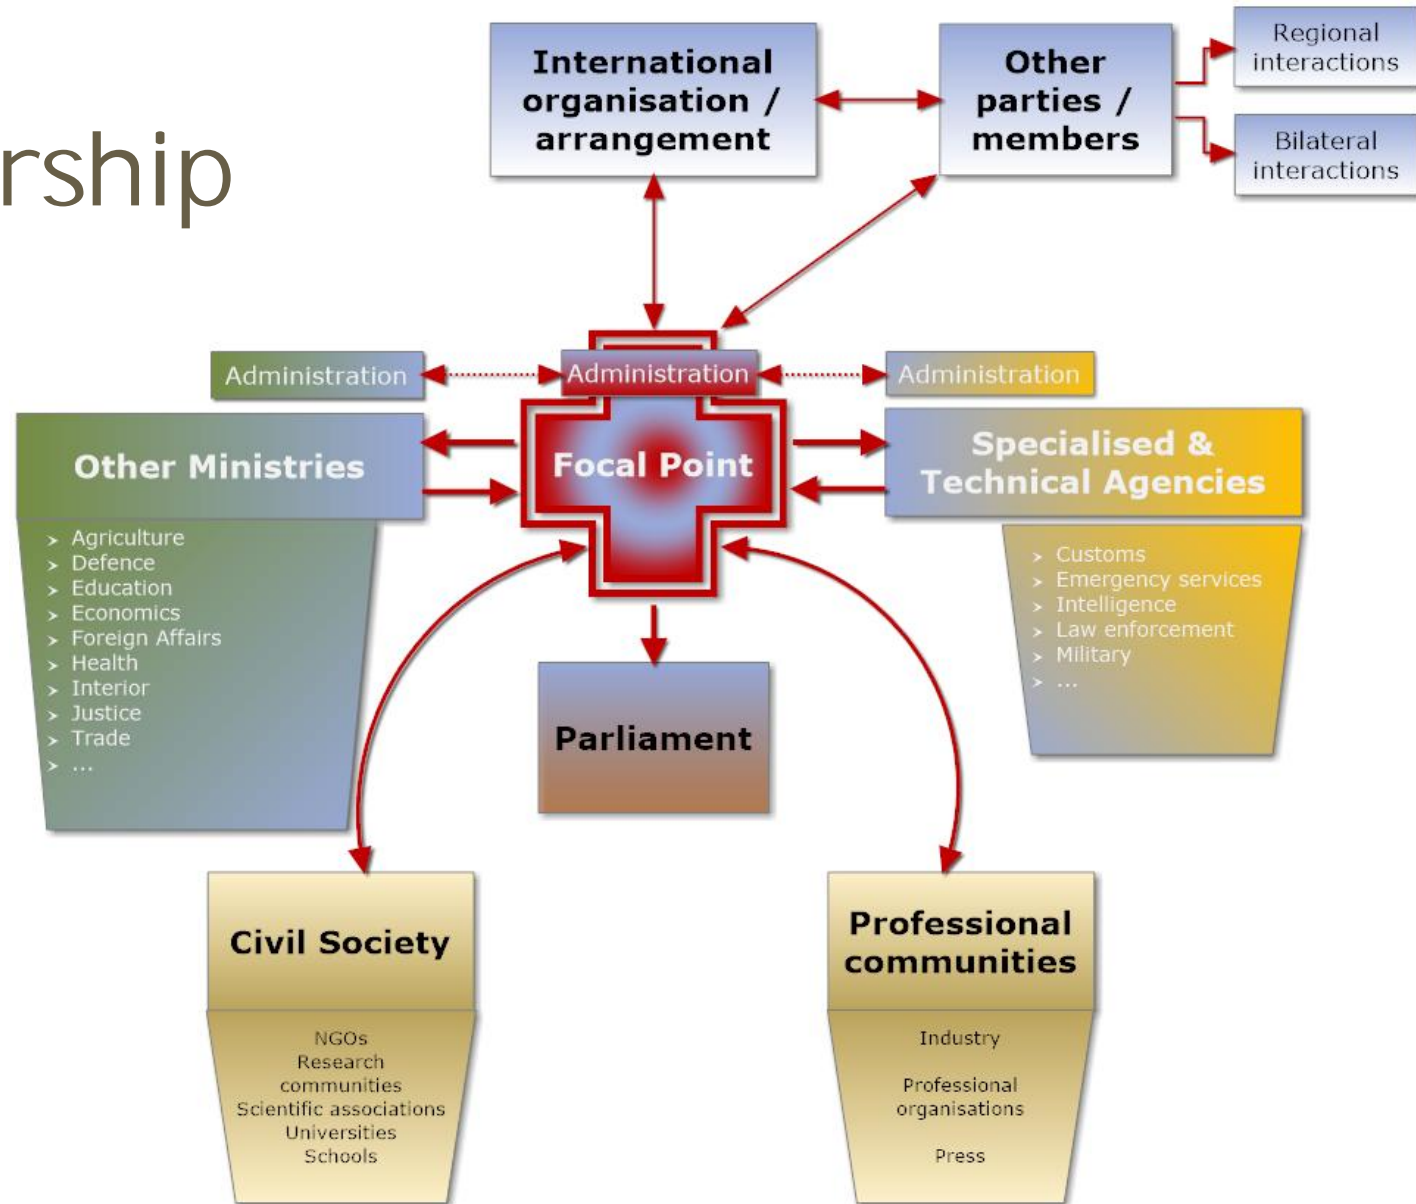 rship
International
organisation /
arrangement
Other
parties /
members
Regional
interactions
Bilateral
interactions
Administration
Administration
Administration
Other Ministries
Focal Point
Specialised &
Technical Agencies
➢ Agriculture
➢ Defence
➢ Education
➢ Economics
➢ Foreign Affairs
➢ Health
➢ Interior
➢ Justice
➢ Trade
➢ ...
➢ Customs
➢ Emergency services
➢ Intelligence
➢ Law enforcement
➢ Military
➢ ...
Parliament
Civil Society
NGOs
Research
communities
Scientific associations
Universities
Schools
Professional
communities
Industry
Professional
organisations
Press